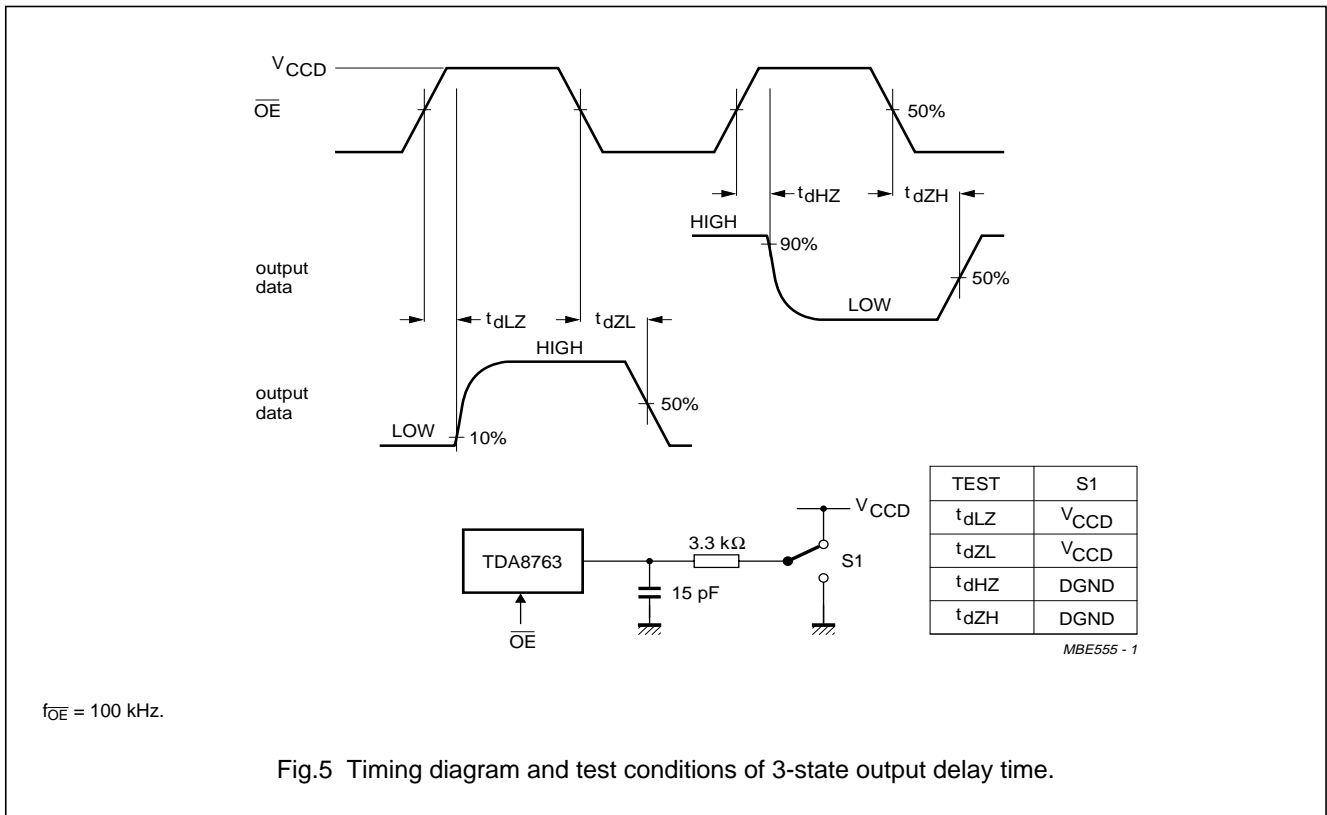 VCCD
OE
50%
tdHZ
tdZH
HIGH
90%
output
data
50%
LOW
tdLZ
tdZL
HIGH
output
data
50%
LOW
10%
TEST S1
tdLZ VCCD
tdZL VCCD
tdHZ DGND
tdZH DGND
VCCD
3.3 kΩ
TDA8763
S1
15 pF
OE
MBE555 - 1
fOE = 100 kHz.
Fig.5 Timing diagram and test conditions of 3-state output delay time.